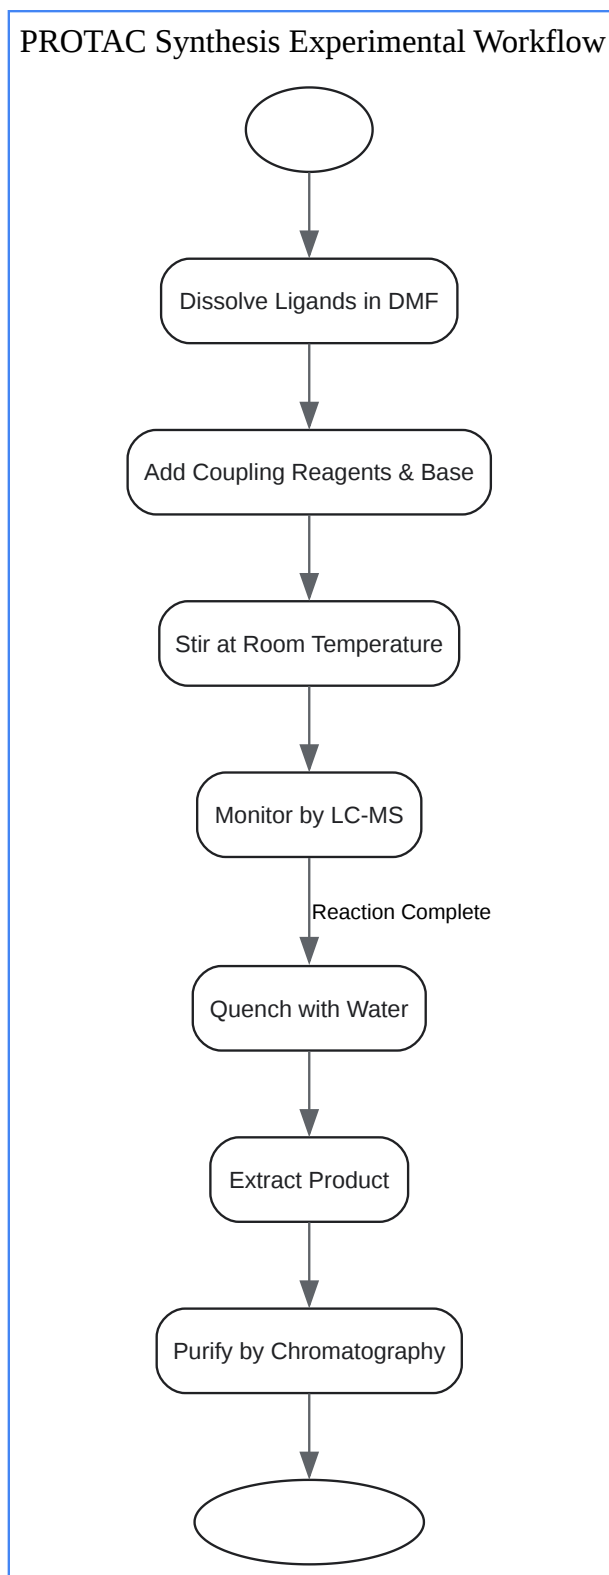 PROTAC Synthesis Experimental Workflow
Dissolve Ligands in DMF
Add Coupling Reagents & Base
Stir at Room Temperature
Monitor by LC-MS
Reaction Complete
Quench with Water
Extract Product
Purify by Chromatography